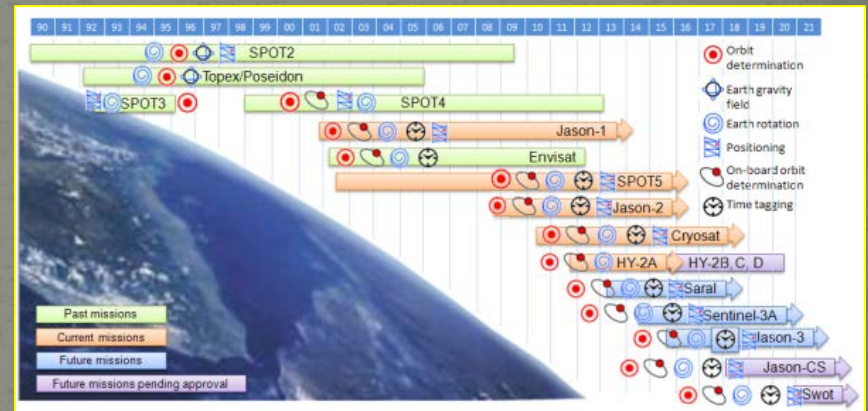 90 91 92 93 94 95 96 97 98 99 00 01 02 03 04 05 06 07 08 09 10 11 12 13 14 15 16 17 18 19 20 21
SPOT2
Topex/Poseidon
SPOT3
SPOT4
Jason-1
Envisat
SPOT5
Jason-2
Cryosat
HY-2A
HY-2B, C, D
Saral
Sentinel-3A
Jason-3
Jason-CS
Swot
Orbit
determination
Earth gravity
field
Earth rotation
Positioning
On-board orbit
determination
Time tagging
Past missions
Current missions
Future missions
Future missions pending approval